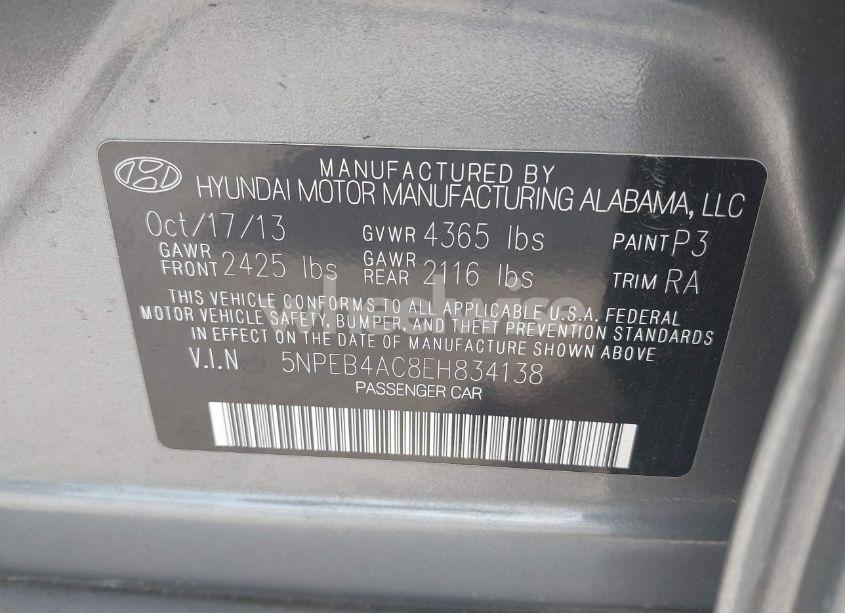 MANUFACTURED BY
HYUNDAI MOTOR MANUFACTURING ALABAMA, LLC
Oct/17/13 GVWR 4365 lbs PAINT P3
GAWR FRONT 2425 lbs GAWR REAR 2116 lbs TRIM RA
THIS VEHICLE CONFORMS TO ALL APPLICABLE U.S.A. FEDERAL
MOTOR VEHICLE SAFETY, BUMPER, AND THEFT PREVENTION STANDARDS
IN EFFECT ON THE DATE OF MANUFACTURE SHOWN ABOVE
V.I.N 5NPEB4AC8EH834138
PASSENGER CAR